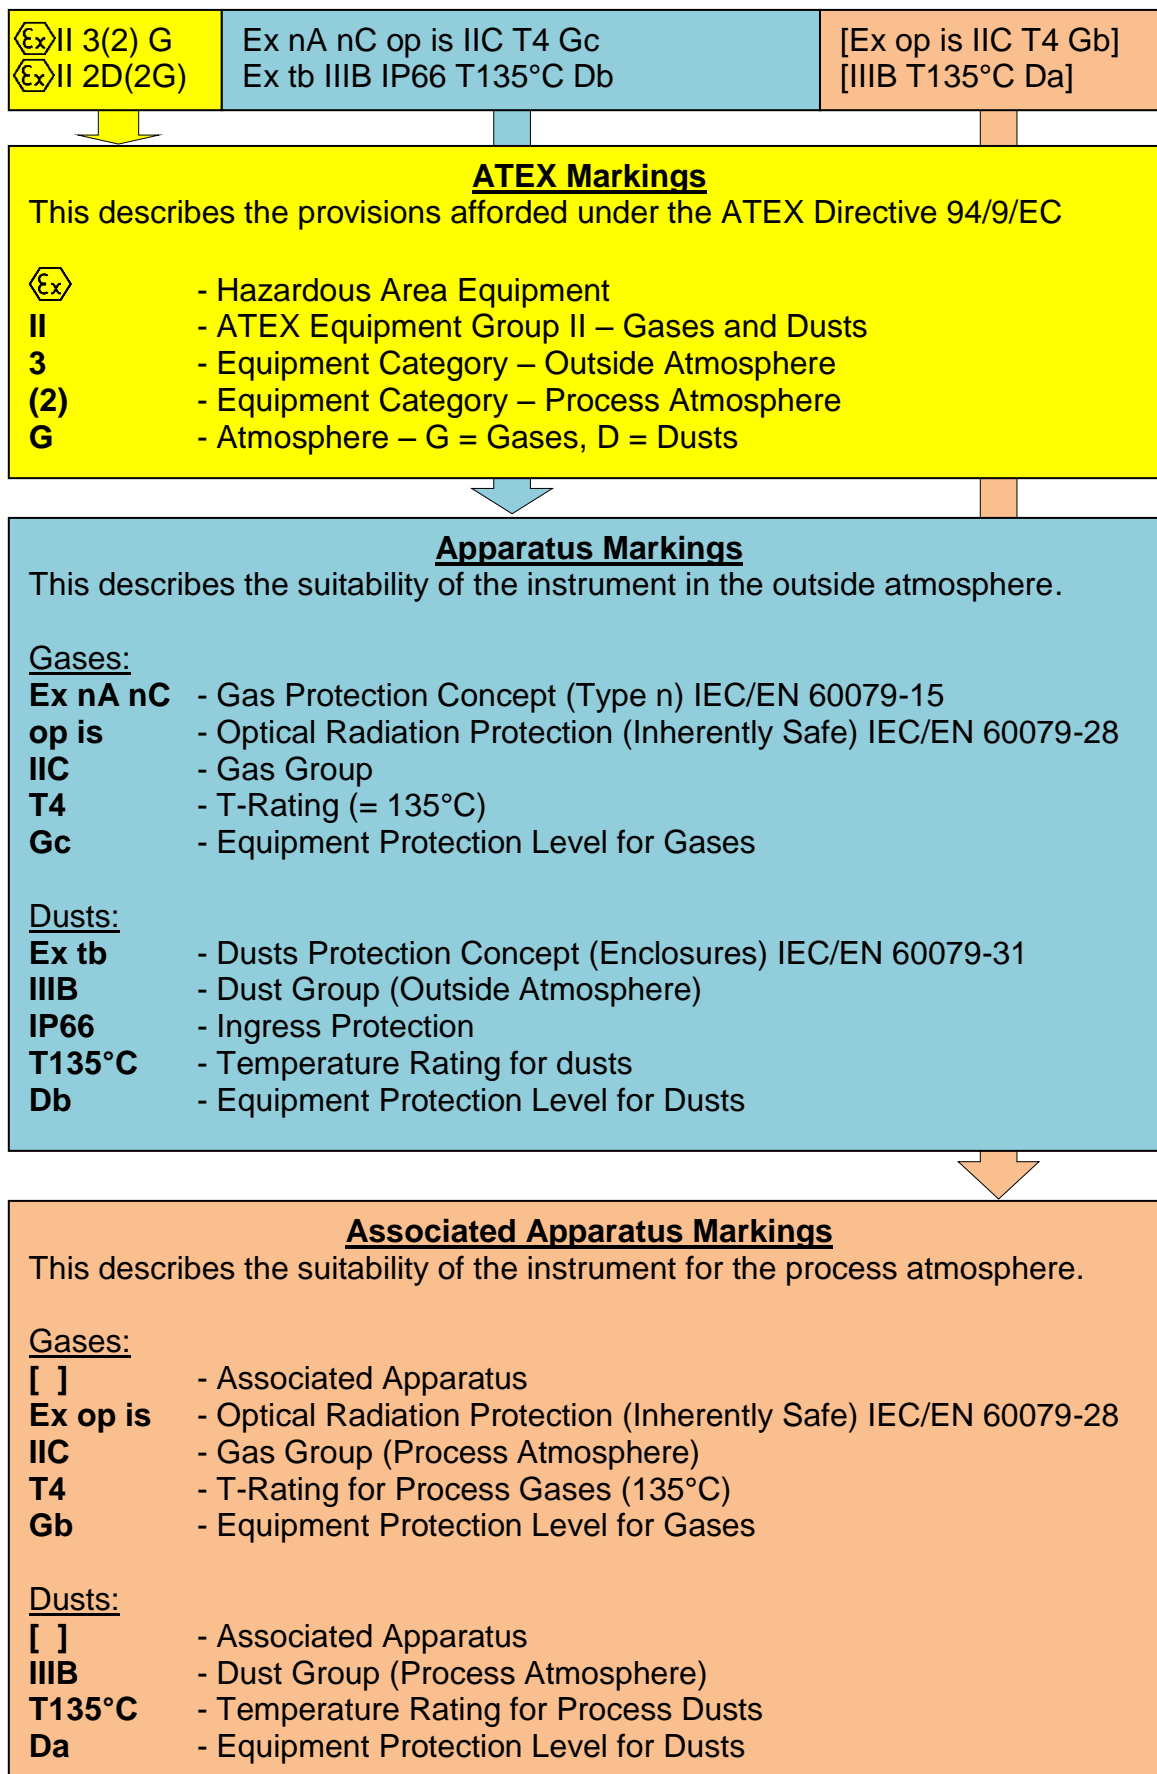 Ex II 3(2) G
Ex II 2D(2G)
Ex nA nC op is IIC T4 Gc
Ex tb IIIB IP66 T135°C Db
[Ex op is IIC T4 Gb]
[IIIB T135°C Da]
ATEX Markings
This describes the provisions afforded under the ATEX Directive 94/9/EC
Ex - Hazardous Area Equipment
II - ATEX Equipment Group II – Gases and Dusts
3 - Equipment Category – Outside Atmosphere
(2) - Equipment Category – Process Atmosphere
G - Atmosphere – G = Gases, D = Dusts
Apparatus Markings
This describes the suitability of the instrument in the outside atmosphere.
Gases:
Ex nA nC - Gas Protection Concept (Type n) IEC/EN 60079-15
op is - Optical Radiation Protection (Inherently Safe) IEC/EN 60079-28
IIC - Gas Group
T4 - T-Rating (= 135°C)
Gc - Equipment Protection Level for Gases
Dusts:
Ex tb - Dusts Protection Concept (Enclosures) IEC/EN 60079-31
IIIB - Dust Group (Outside Atmosphere)
IP66 - Ingress Protection
T135°C - Temperature Rating for dusts
Db - Equipment Protection Level for Dusts
Associated Apparatus Markings
This describes the suitability of the instrument for the process atmosphere.
Gases:
[ ] - Associated Apparatus
Ex op is - Optical Radiation Protection (Inherently Safe) IEC/EN 60079-28
IIC - Gas Group (Process Atmosphere)
T4 - T-Rating for Process Gases (135°C)
Gb - Equipment Protection Level for Gases
Dusts:
[ ] - Associated Apparatus
IIIB - Dust Group (Process Atmosphere)
T135°C - Temperature Rating for Process Dusts
Da - Equipment Protection Level for Dusts